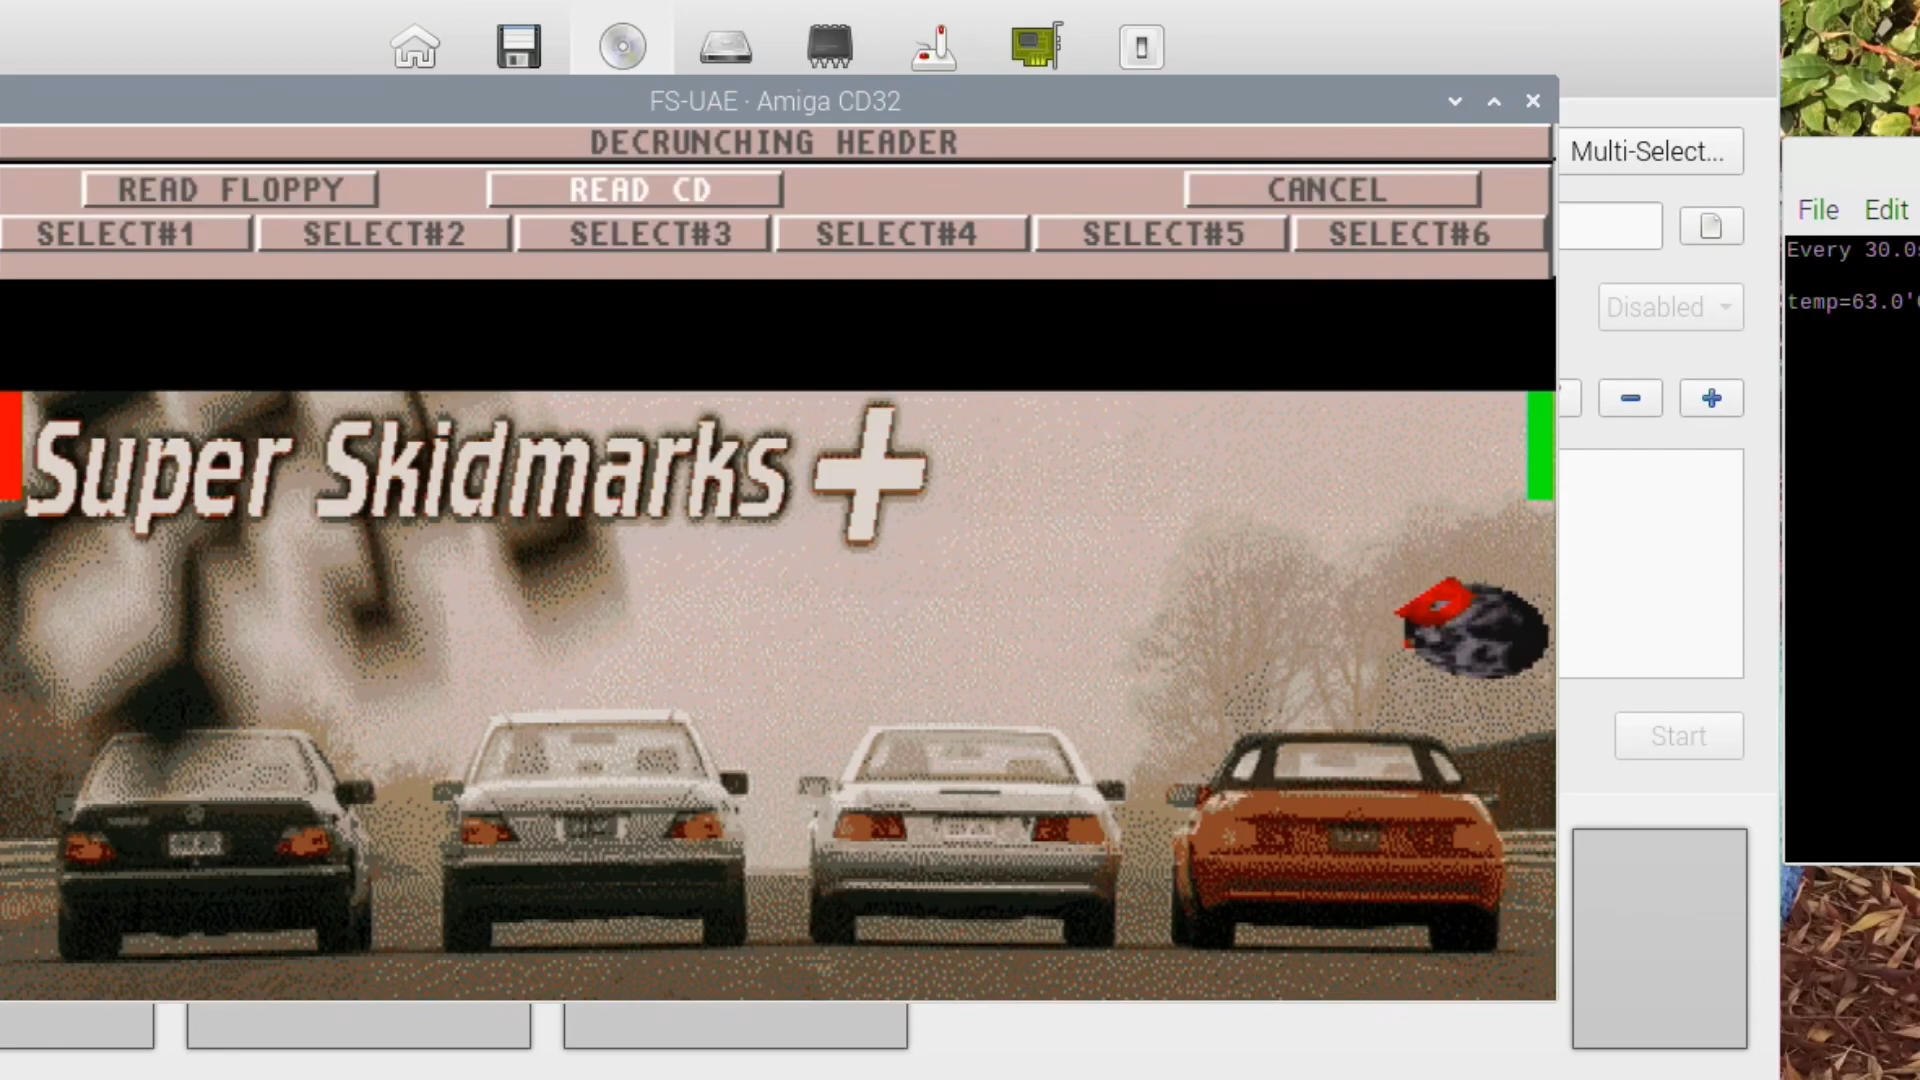 FS-UAE · Amiga CD32
DECRUNCHING HEADER
READ FLOPPY READ CD CANCEL
SELECT#1 SELECT#2 SELECT#3 SELECT#4 SELECT#5 SELECT#6
Super Skidmarks +
Multi-Select...
Disabled
Start
File Edit
Every 30.0s
temp=63.0'